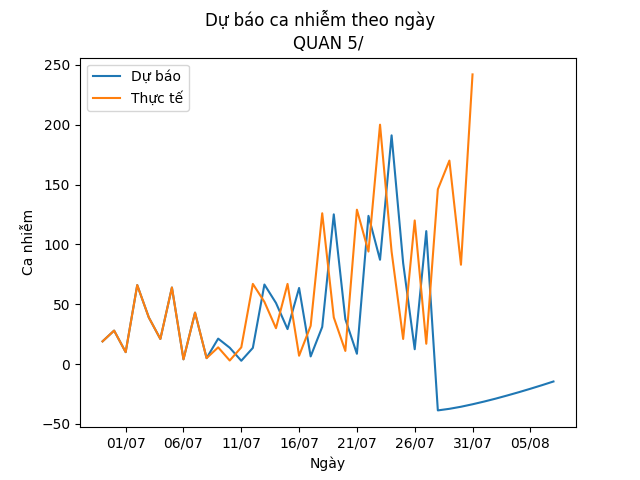 Dự báo ca nhiễm theo ngày
QUAN 5/
Dự báo
Thực tế
250
200
150
100
50
0
−50
Ca nhiễm
01/07 06/07 11/07 16/07 21/07 26/07 31/07 05/08
Ngày